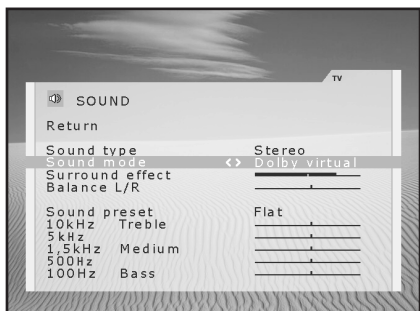 TV
SOUND
Return
Sound type Stereo
Sound mode <> Dolby virtual
Surround effect
Balance L/R
Sound preset Flat
10kHz Treble
5kHz
1,5kHz Medium
500Hz
100Hz Bass